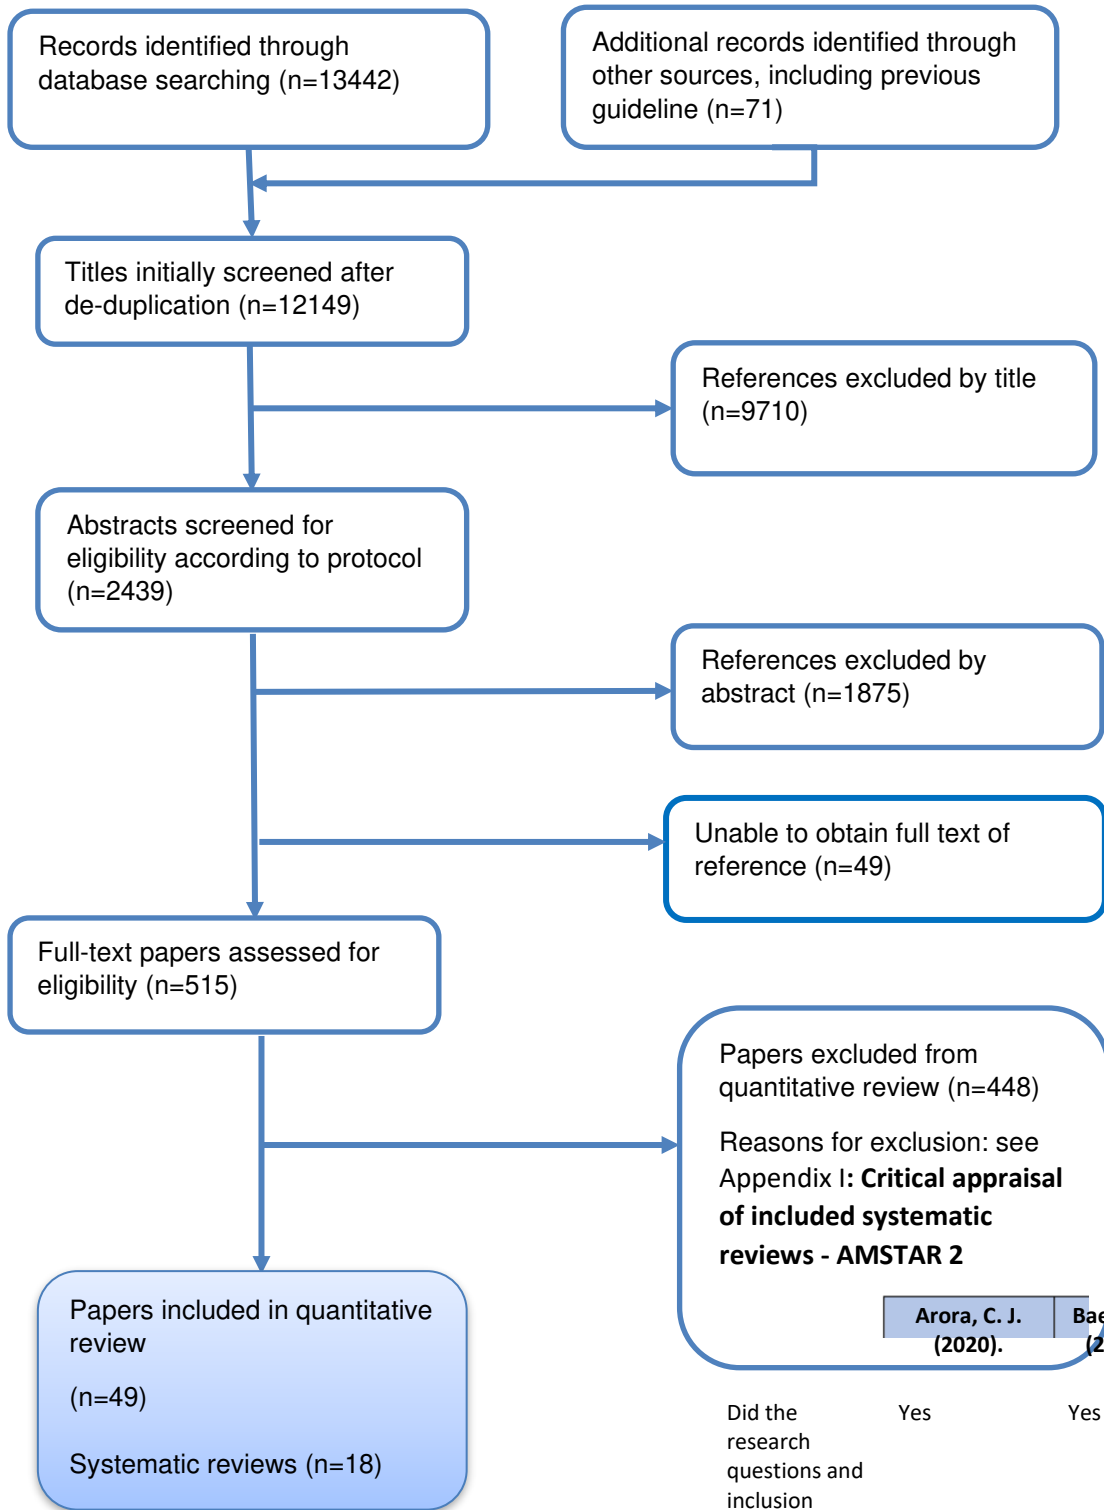 Records identified through
database searching (n=13442)
Additional records identified through
other sources, including previous
guideline (n=71)
Titles initially screened after
de-duplication (n=12149)
References excluded by title
(n=9710)
Abstracts screened for
eligibility according to protocol
(n=2439)
References excluded by
abstract (n=1875)
Unable to obtain full text of
reference (n=49)
Full-text papers assessed for
eligibility (n=515)
Papers excluded from
quantitative review (n=448)
Reasons for exclusion: see
Appendix I: Critical appraisal
of included systematic
reviews - AMSTAR 2
Arora, C. J. Bae
(2020). (2
Papers included in quantitative
review
(n=49)
Systematic reviews (n=18)
Did the Yes Yes
research
questions and
inclusion